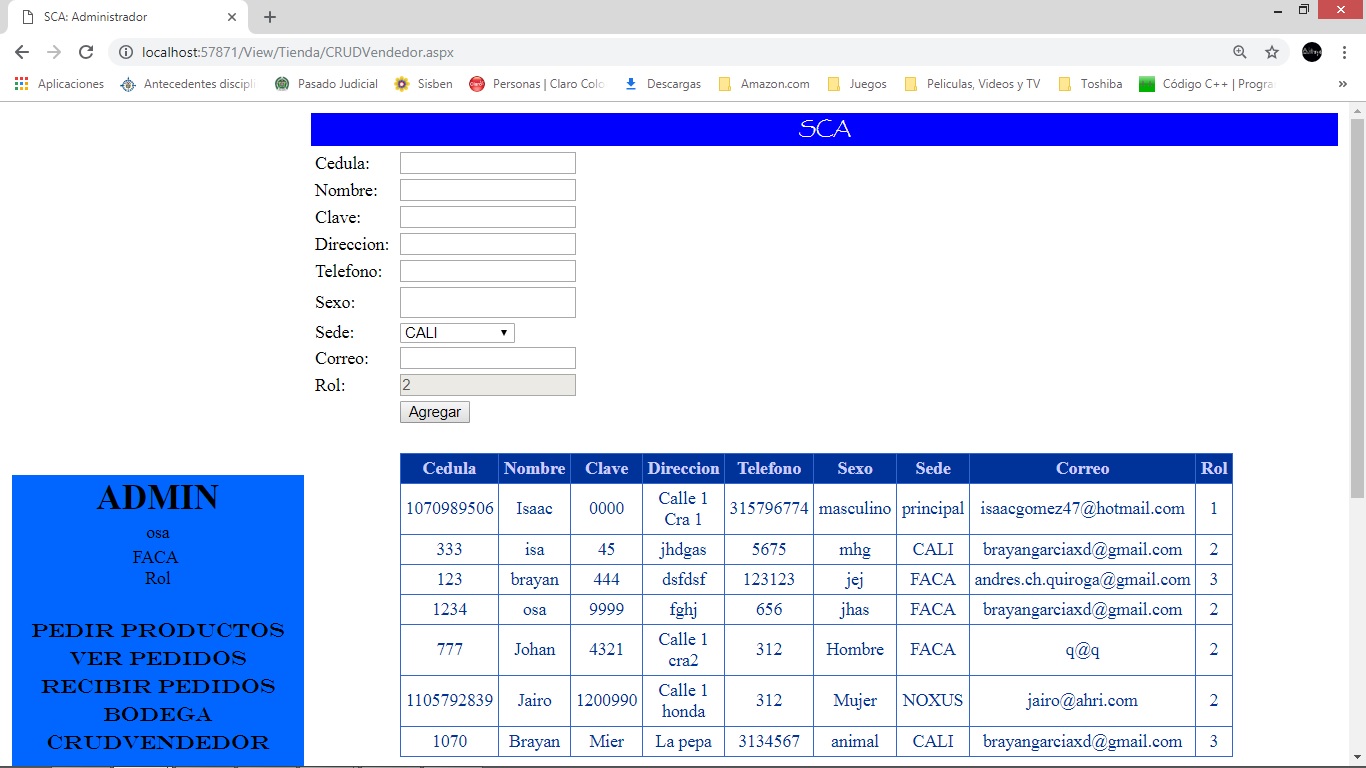 SCA: Administrador
localhost:57871/View/Tienda/CRUDVendedor.aspx
Aplicaciones Antecedentes discipli Pasado Judicial Sisben Personas | Claro Colo Descargas Amazon.com Juegos Peliculas, Videos y TV Toshiba Código C++ | Progra »
SCA
Cedula:
Nombre:
Clave:
Direccion:
Telefono:
Sexo:
Sede: CALI
Correo:
Rol: 2
Agregar
ADMIN
osa
FACA
Rol
PEDIR PRODUCTOS
VER PEDIDOS
RECIBIR PEDIDOS
BODEGA
CRUDVENDEDOR
Cedula Nombre Clave Direccion Telefono Sexo Sede Correo Rol
1070989506 Isaac 0000 Calle 1 Cra 1 315796774 masculino principal isaacgomez47@hotmail.com 1
333 isa 45 jhdgas 5675 mhg CALI brayangarciaxd@gmail.com 2
123 brayan 444 dsfdsf 123123 jej FACA andres.ch.quiroga@gmail.com 3
1234 osa 9999 fghj 656 jhas FACA brayangarciaxd@gmail.com 2
777 Johan 4321 Calle 1 cra2 312 Hombre FACA q@q 2
1105792839 Jairo 1200990 Calle 1 honda 312 Mujer NOXUS jairo@ahri.com 2
1070 Brayan Mier La pepa 3134567 animal CALI brayangarciaxd@gmail.com 3